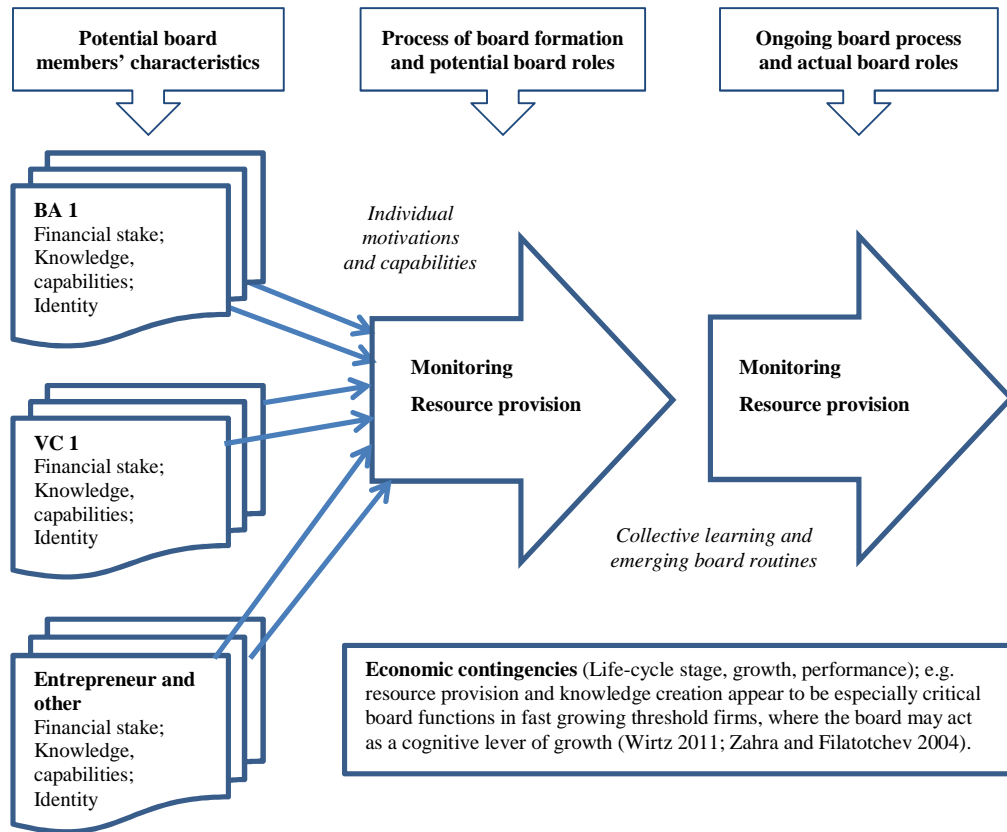 Potential board
members’ characteristics
Process of board formation
and potential board roles
Ongoing board process
and actual board roles
BA 1
Financial stake;
Knowledge,
capabilities;
Identity
Individual
motivations
and capabilities
Monitoring
Resource provision
Monitoring
Resource provision
VC 1
Financial stake;
Knowledge,
capabilities;
Identity
Collective learning and
emerging board routines
Entrepreneur and
other
Financial stake;
Knowledge,
capabilities;
Identity
Economic contingencies (Life-cycle stage, growth, performance); e.g.
resource provision and knowledge creation appear to be especially critical
board functions in fast growing threshold firms, where the board may act
as a cognitive lever of growth (Wirtz 2011; Zahra and Filatotchev 2004).